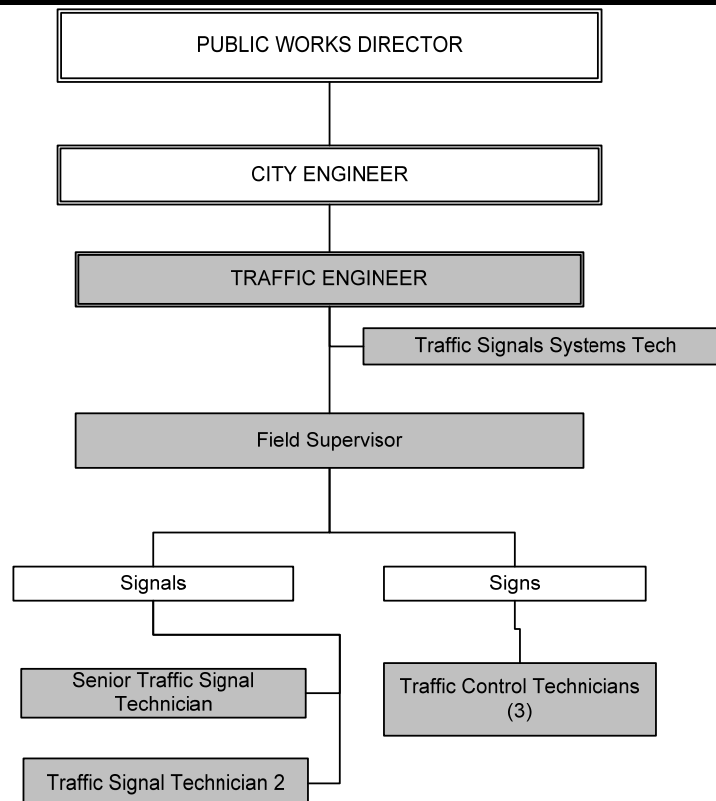 PUBLIC WORKS DIRECTOR
CITY ENGINEER
TRAFFIC ENGINEER
Traffic Signals Systems Tech
Field Supervisor
Signals
Signs
Senior Traffic Signal
Technician
Traffic Control Technicians
(3)
Traffic Signal Technician 2